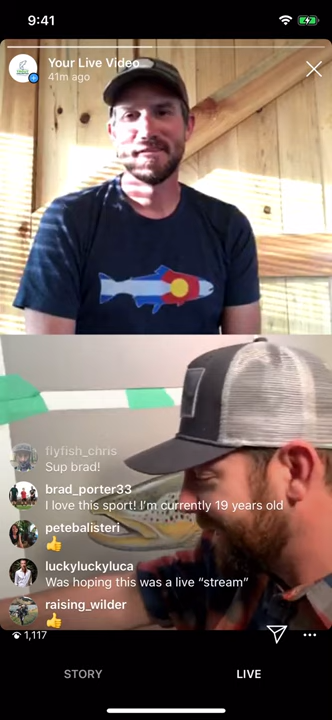 9:41
Your Live Video
41m ago
flyfish_chris
Sup brad!
brad_porter33
I love this sport! I'm currently 19 years old
petebalisteri
👍
luckyluckyluca
Was hoping this was a live “stream”
raising_wilder
👍
1,117
STORY
LIVE